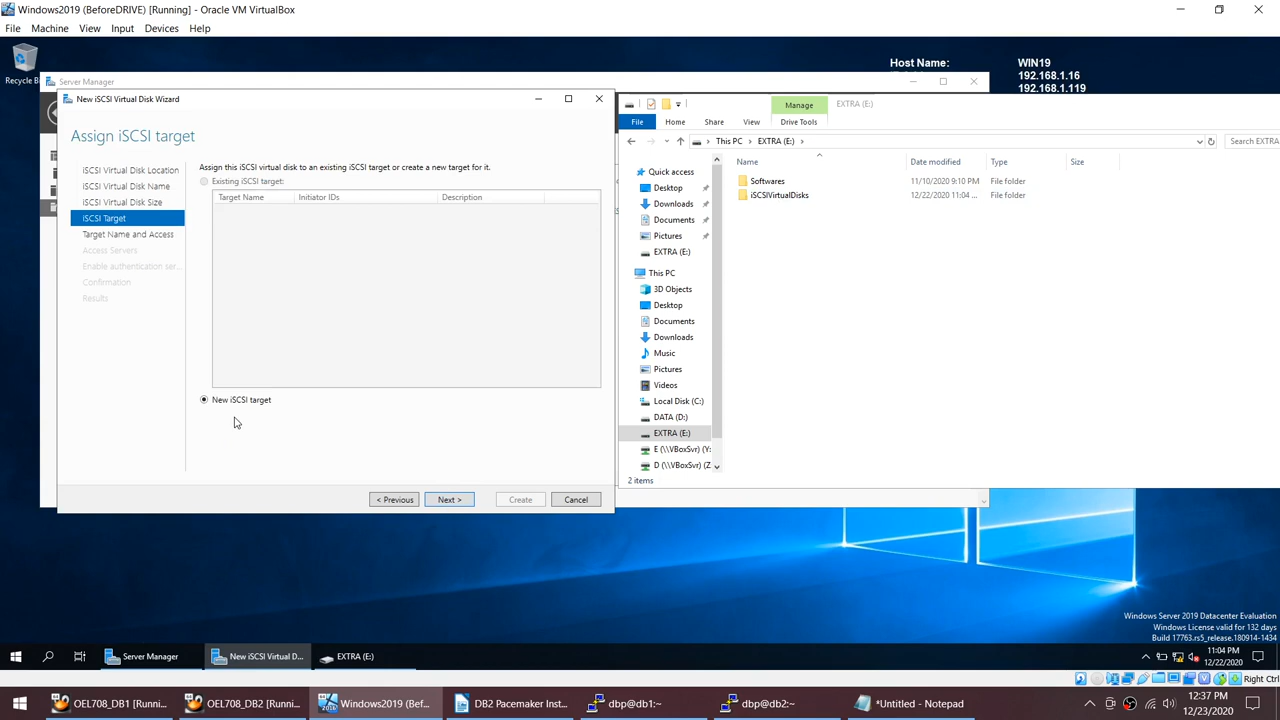 Windows2019 (BeforeDRIVE) [Running] - Oracle VM VirtualBox
File Machine View Input Devices Help
Host Name: WIN19
192.168.1.16
192.168.1.119
Recycle B
Server Manager
New iSCSI Virtual Disk Wizard
Assign iSCSI target
iSCSI Virtual Disk Location
iSCSI Virtual Disk Name
iSCSI Virtual Disk Size
iSCSI Target
Target Name and Access
Access Servers
Enable authentication ser...
Confirmation
Results
Assign this iSCSI virtual disk to an existing iSCSI target or create a new target for it.
Existing iSCSI target:
Target Name Initiator IDs Description
New iSCSI target
< Previous Next > Create Cancel
Manage EXTRA (E:)
File Home Share View Drive Tools
This PC EXTRA (E:) Search EXTRA
Quick access
Desktop
Downloads
Documents
Pictures
EXTRA (E:)
This PC
3D Objects
Desktop
Documents
Downloads
Music
Pictures
Videos
Local Disk (C:)
DATA (D:)
EXTRA (E:)
E (\\VBoxSvr) (Y:
D (\\VBoxSvr) (Z
Name Date modified Type Size
Softwares 11/10/2020 9:10 PM File folder
iSCSIVirtualDisks 12/22/2020 11:04 ... File folder
2 items
Windows Server 2019 Datacenter Evaluation
Windows License valid for 132 days
Build 17763.rs5_release.180914-1434
Server Manager New iSCSI Virtual D... EXTRA (E:)
11:04 PM
12/22/2020
Right Ctrl
OEL708_DB1 [Runni... OEL708_DB2 [Runni... Windows2019 (Bef... DB2 Pacemaker Inst... dbp@db1:~ dbp@db2:~ *Untitled - Notepad
12:37 PM
12/23/2020